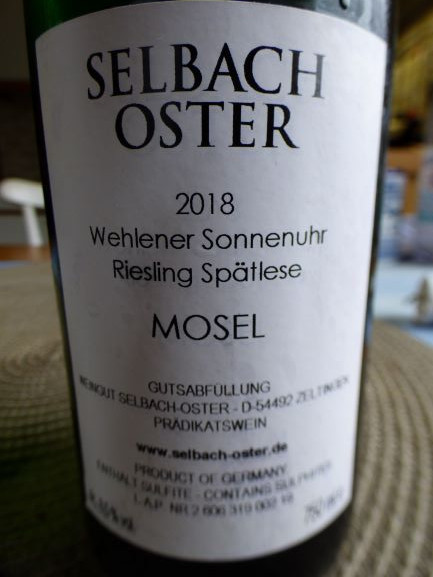 SELBACH
OSTER
2018
Wehlener Sonnenuhr
Riesling Spätlese
MOSEL
GUTSABFÜLLUNG
WEINGUT SELBACH-OSTER - D-54492 ZELTINGEN
PRÄDIKATSWEIN
www.selbach-oster.de
PRODUCT OF GERMANY
ENTHÄLT SULFITE - CONTAINS SULPHITES
L. A.P. NR 2 606 319 002 19
750 ml